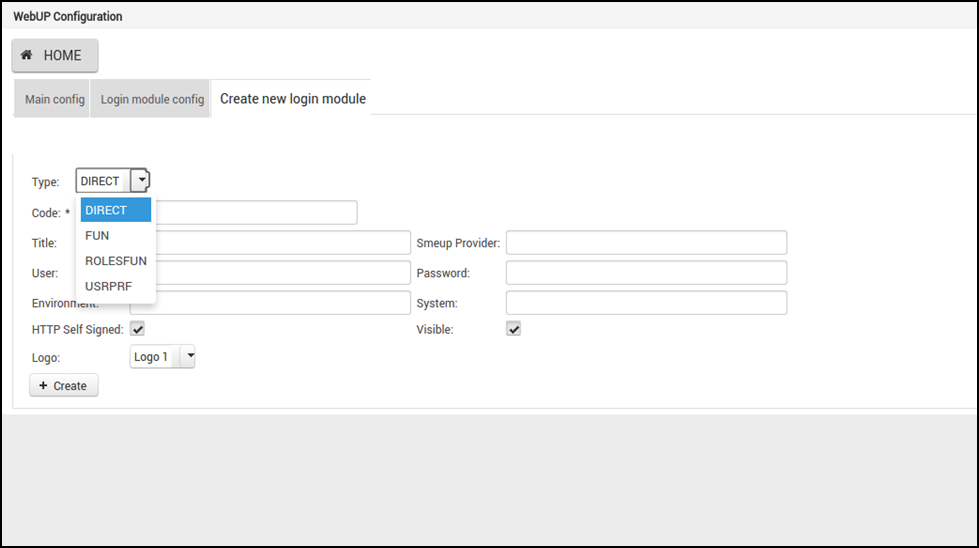 WebUP Configuration
HOME
Main config Login module config Create new login module
Type: DIRECT
DIRECT
Code: *
FUN
Title: Smeup Provider:
ROLESFUN
User: Password:
USRPRF
Environment: System:
HTTP Self Signed: Visible:
Logo: Logo 1
+ Create